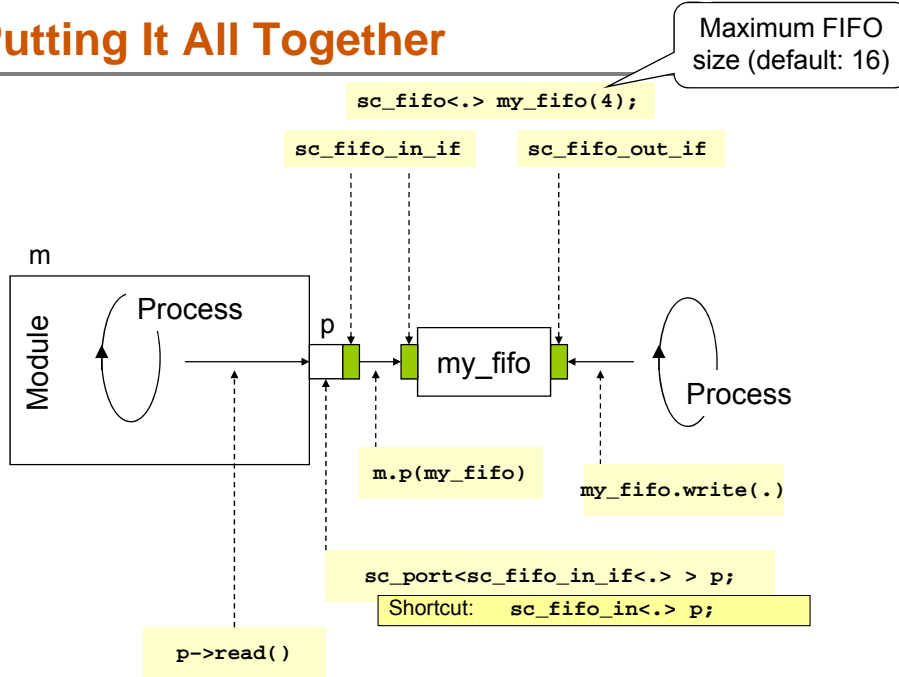 utting It All Together
Maximum FIFO
size (default: 16)
sc_fifo<.> my_fifo(4);
sc_fifo_in_if
sc_fifo_out_if
m
Module
Process
p
my_fifo
Process
m.p(my_fifo)
my_fifo.write(.)
sc_port<sc_fifo_in_if<.> > p;
Shortcut: sc_fifo_in<.> p;
p->read()